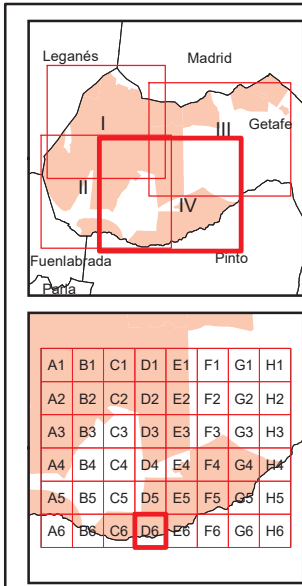 Leganés Madrid
I
III
Getafe
II
IV
Fuenlabrada Pinto
Parla
A1 B1 C1 D1 E1 F1 G1 H1
A2 B2 C2 D2 E2 F2 G2 H2
A3 B3 C3 D3 E3 F3 G3 H3
A4 B4 C4 D4 E4 F4 G4 H4
A5 B5 C5 D5 E5 F5 G5 H5
A6 B6 C6 D6 E6 F6 G6 H6